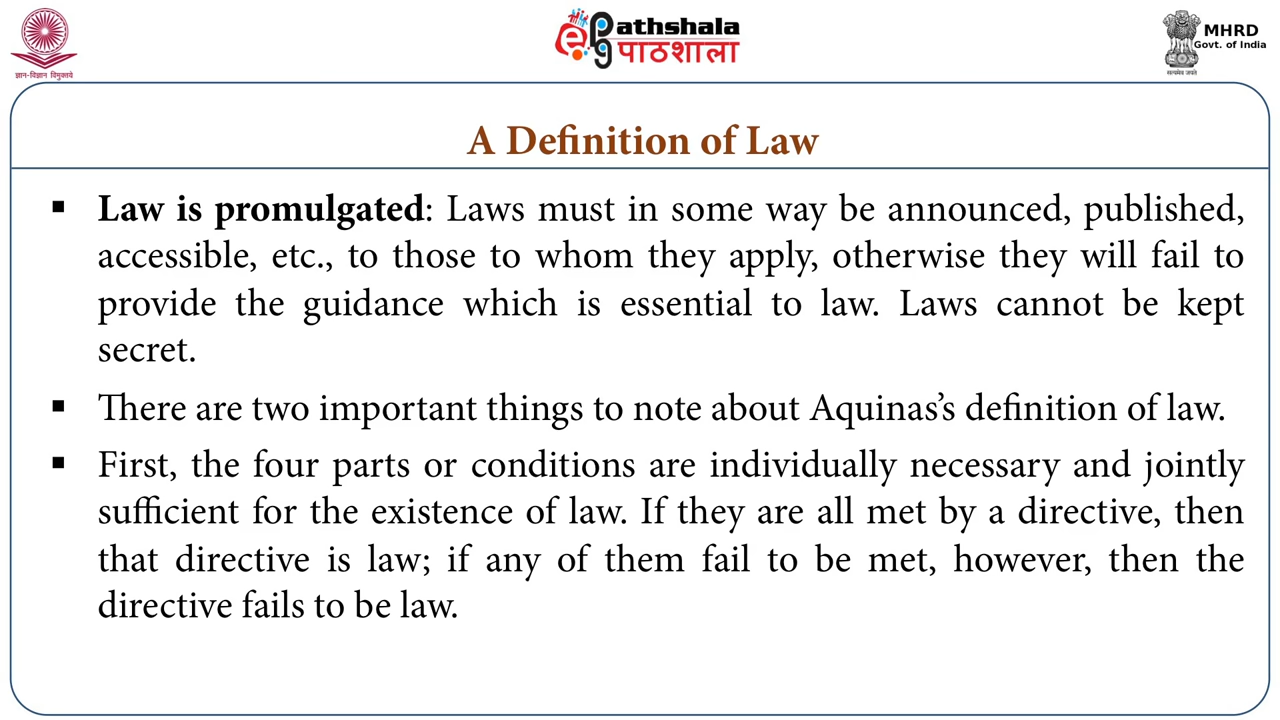 ज्ञान-विज्ञान विमुक्तये
ePathshala
पाठशाला
MHRD
Govt. of India
सत्यमेव जयते
A Definition of Law
▪ Law is promulgated: Laws must in some way be announced, published,
accessible, etc., to those to whom they apply, otherwise they will fail to
provide the guidance which is essential to law. Laws cannot be kept
secret.
▪ There are two important things to note about Aquinas’s definition of law.
▪ First, the four parts or conditions are individually necessary and jointly
sufficient for the existence of law. If they are all met by a directive, then
that directive is law; if any of them fail to be met, however, then the
directive fails to be law.